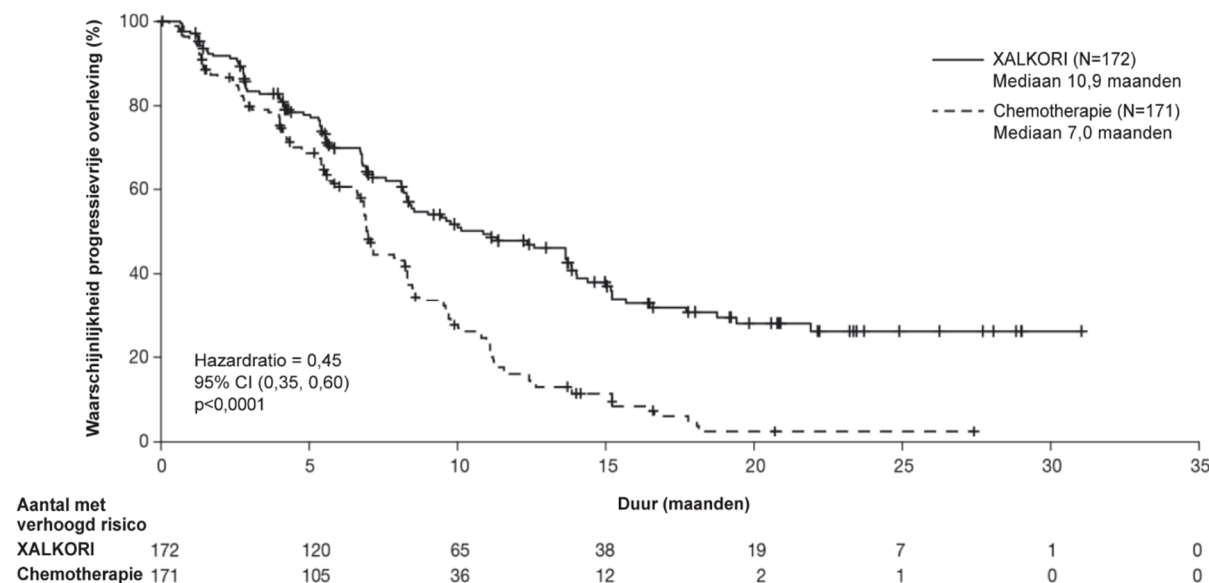 Waarschijnlijkheid progressievrije overleving (%)
100
80
60
40
20
0
XALKORI (N=172)
Mediaan 10,9 maanden
Chemotherapie (N=171)
Mediaan 7,0 maanden
Hazardratio = 0,45
95% CI (0,35, 0,60)
p<0,0001
0 5 10 15 20 25 30 35
Duur (maanden)
Aantal met
verhoogd risico
XALKORI 172 120 65 38 19 7 1 0
Chemotherapie 171 105 36 12 2 1 0 0